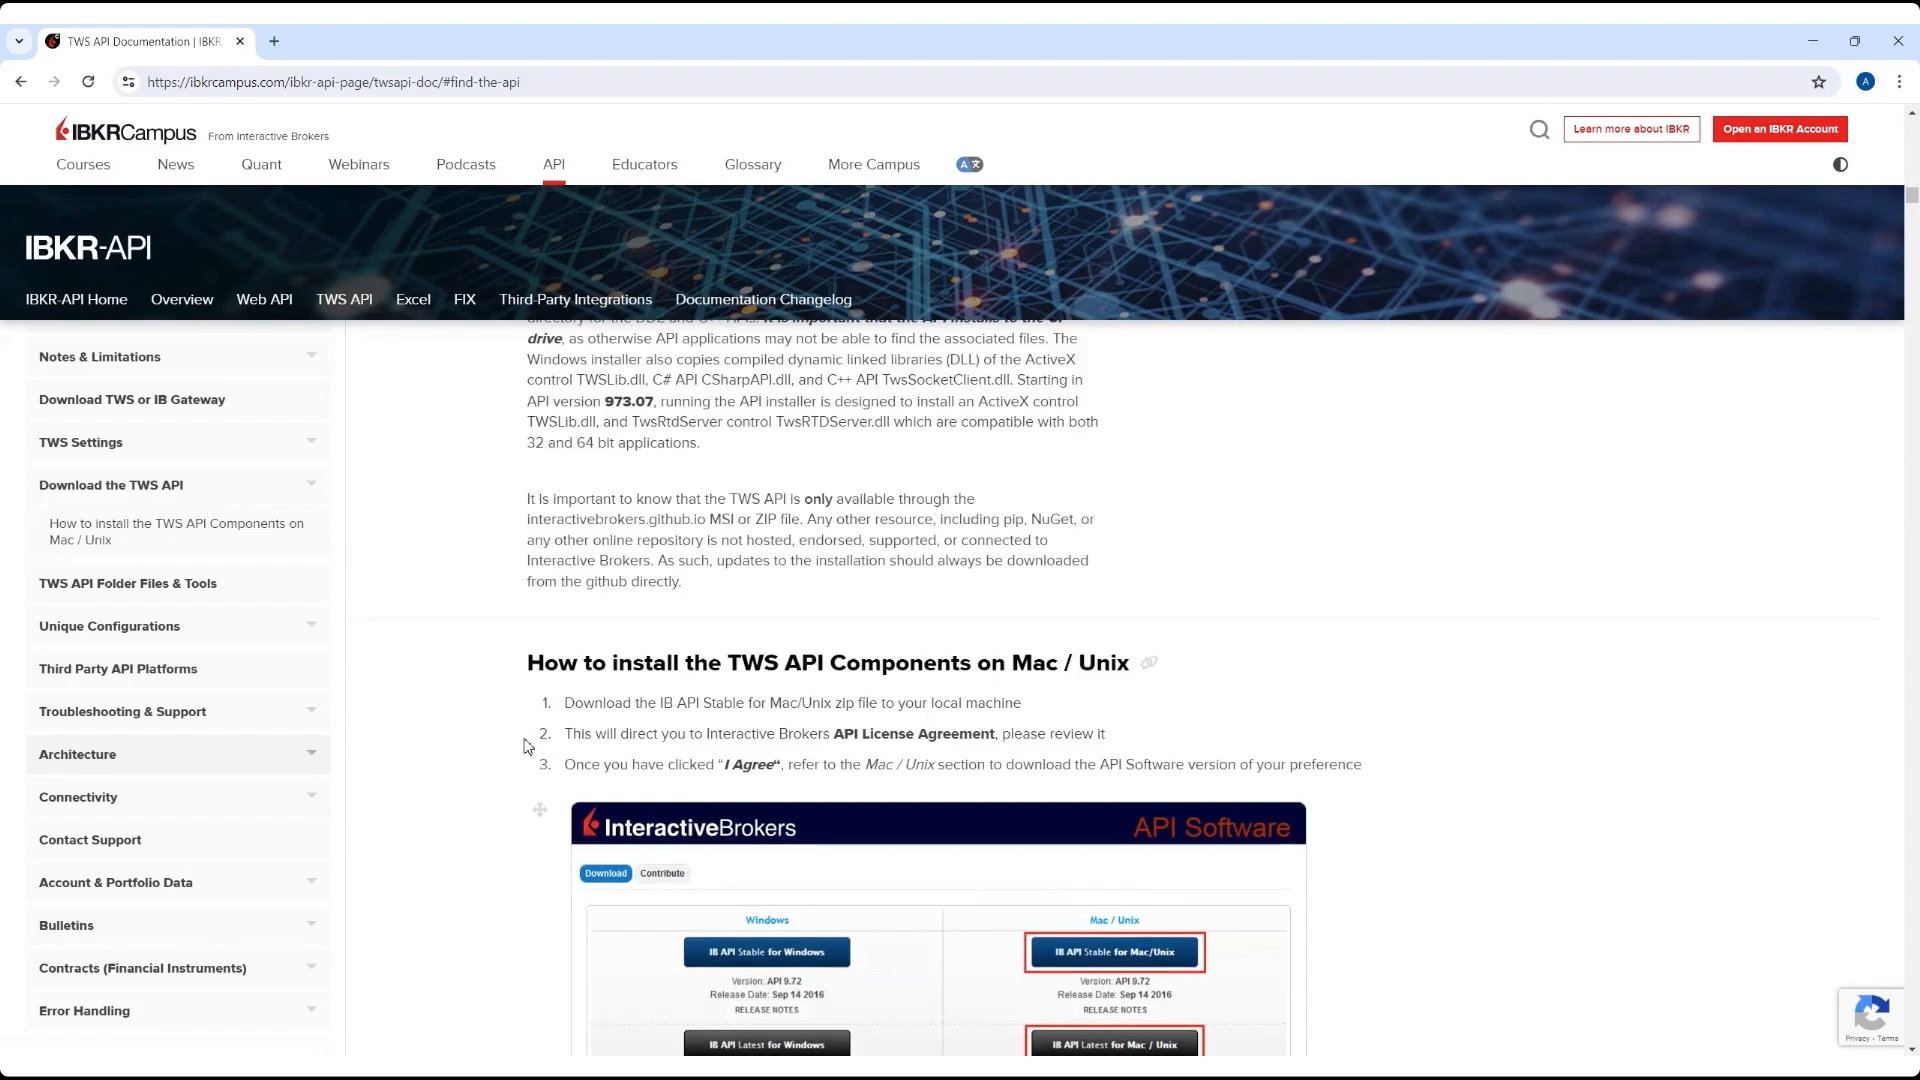 TWS API Documentation | IBKR
https://ibkrcampus.com/ibkr-api-page/twsapi-doc/#find-the-api
A
IBKRCampus From Interactive Brokers
Learn more about IBKR
Open an IBKR Account
Courses News Quant Webinars Podcasts API Educators Glossary More Campus
IBKR-API
IBKR-API Home Overview Web API TWS API Excel FIX Third-Party Integrations Documentation Changelog
Notes & Limitations
Download TWS or IB Gateway
TWS Settings
Download the TWS API
How to install the TWS API Components on
Mac / Unix
TWS API Folder Files & Tools
Unique Configurations
Third Party API Platforms
Troubleshooting & Support
Architecture
Connectivity
Contact Support
Account & Portfolio Data
Bulletins
Contracts (Financial Instruments)
Error Handling
drive, as otherwise API applications may not be able to find the associated files. The
Windows installer also copies compiled dynamic linked libraries (DLL) of the ActiveX
control TWSLib.dll, C# API CSharpAPI.dll, and C++ API TwsSocketClient.dll. Starting in
API version 973.07, running the API installer is designed to install an ActiveX control
TWSLib.dll, and TwsRtdServer control TwsRTDServer.dll which are compatible with both
32 and 64 bit applications.
It is important to know that the TWS API is only available through the
interactivebrokers.github.io MSI or ZIP file. Any other resource, including pip, NuGet, or
any other online repository is not hosted, endorsed, supported, or connected to
Interactive Brokers. As such, updates to the installation should always be downloaded
from the github directly.
How to install the TWS API Components on Mac / Unix
1. Download the IB API Stable for Mac/Unix zip file to your local machine
2. This will direct you to Interactive Brokers API License Agreement, please review it
3. Once you have clicked “I Agree“, refer to the Mac / Unix section to download the API Software version of your preference
InteractiveBrokers API Software
Download Contribute
Windows Mac / Unix
IB API Stable for Windows IB API Stable for Mac/Unix
Version: API 9.72 Version: API 9.72
Release Date: Sep 14 2016 Release Date: Sep 14 2016
RELEASE NOTES RELEASE NOTES
IB API Latest for Windows IB API Latest for Mac / Unix
Privacy - Terms